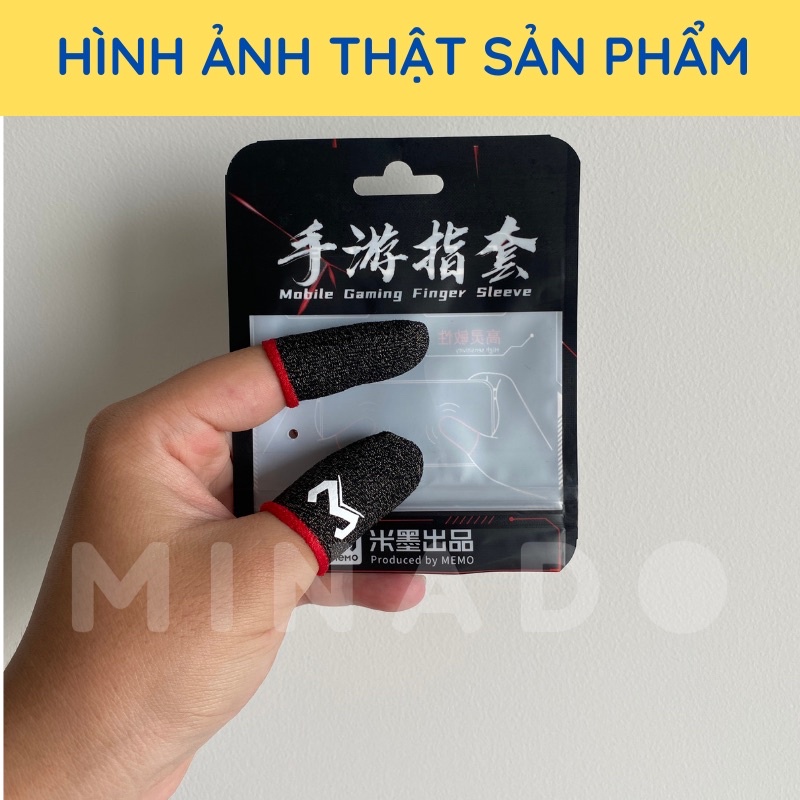 HÌNH ẢNH THẬT SẢN PHẨM
手游指套
Mobile Gaming Finger Sleeve
米墨出品
MEMO
Produced by MEMO
MINADO